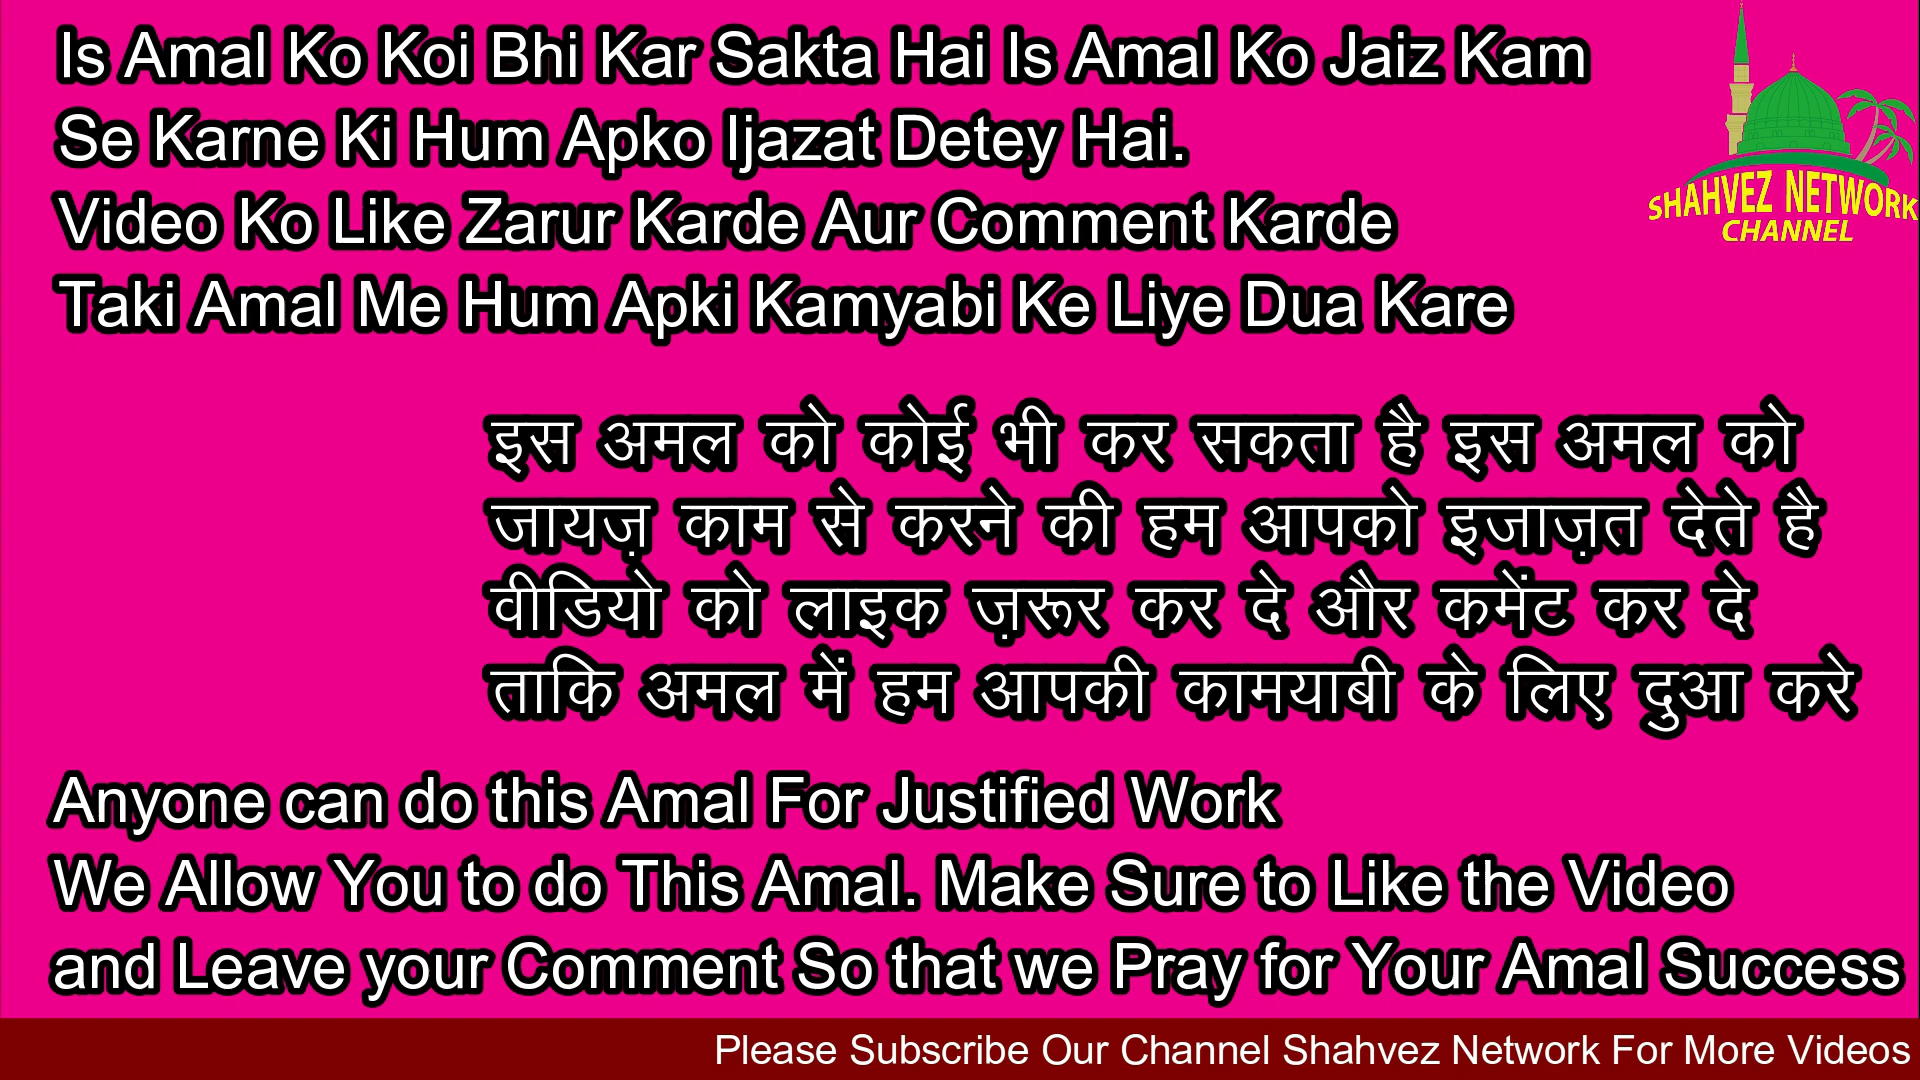 Is Amal Ko Koi Bhi Kar Sakta Hai Is Amal Ko Jaiz Kam
Se Karne Ki Hum Apko Ijazat Detey Hai.
Video Ko Like Zarur Karde Aur Comment Karde
Taki Amal Me Hum Apki Kamyabi Ke Liye Dua Kare
SHAHVEZ NETWORK
CHANNEL
इस अमल को कोई भी कर सकता है इस अमल को
जायज़ काम से करने की हम आपको इजाज़त देते है
वीडियो को लाइक ज़रूर कर दे और कमेंट कर दे
ताकि अमल में हम आपकी कामयाबी के लिए दुआ करे
Anyone can do this Amal For Justified Work
We Allow You to do This Amal. Make Sure to Like the Video
and Leave your Comment So that we Pray for Your Amal Success
Please Subscribe Our Channel Shahvez Network For More Videos